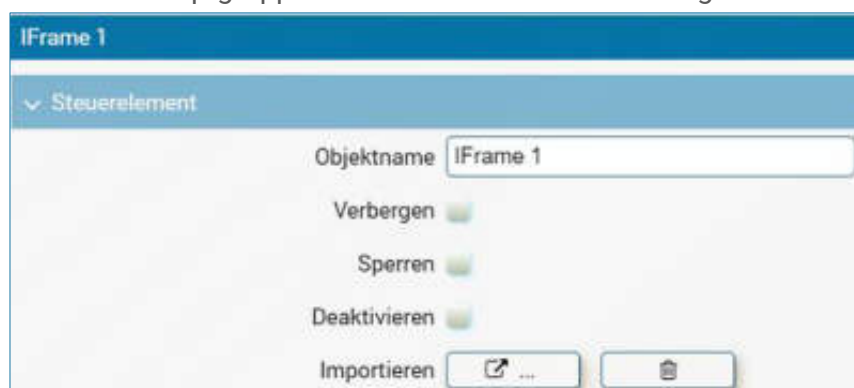 IFrame 1
Steuerelement
Objektname IFrame 1
Verbergen
Sperren
Deaktivieren
Importieren ...